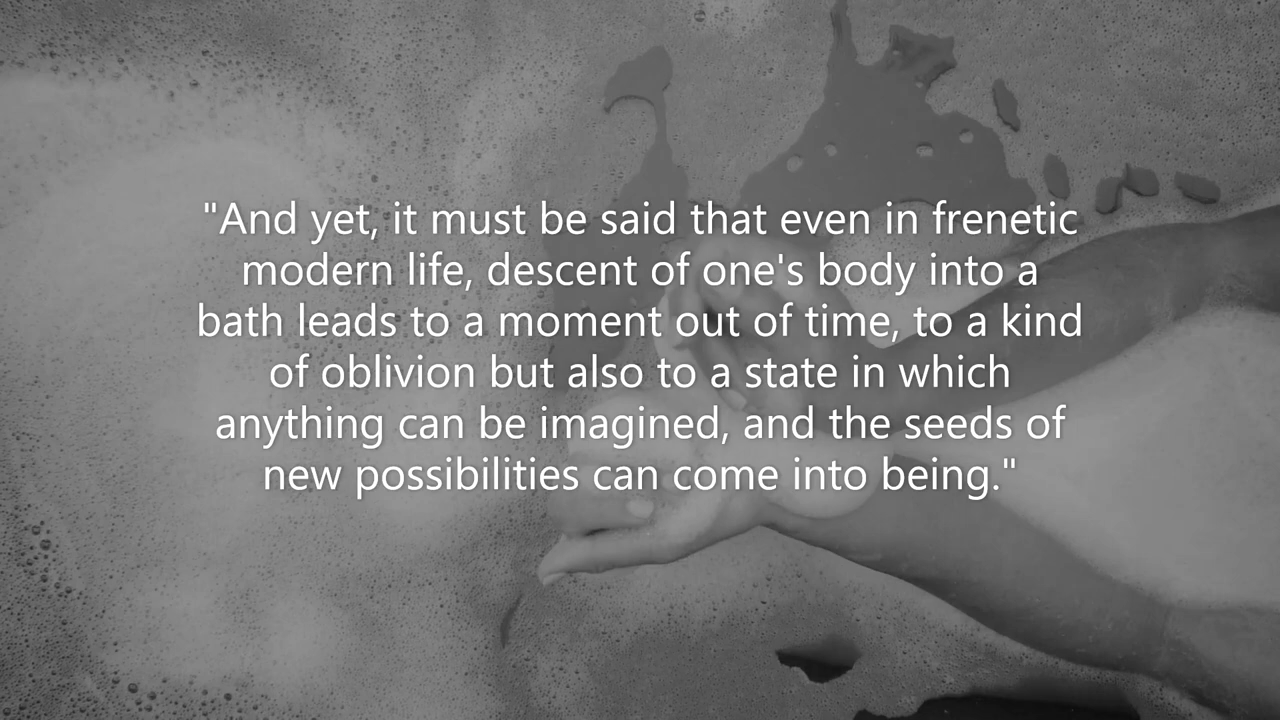 "And yet, it must be said that even in frenetic
modern life, descent of one's body into a
bath leads to a moment out of time, to a kind
of oblivion but also to a state in which
anything can be imagined, and the seeds of
new possibilities can come into being."